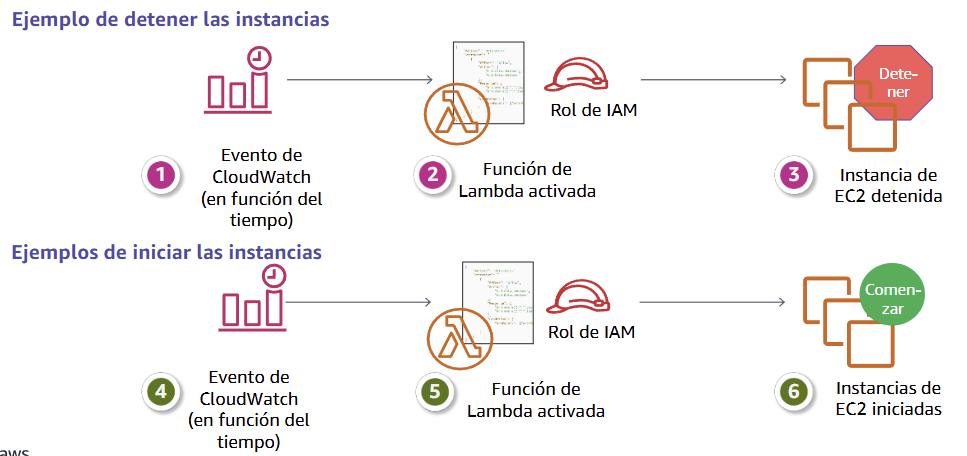 Ejemplo de detener las instancias
Dete-
ner
Rol de IAM
1
Evento de
CloudWatch
(en función del
tiempo)
2
Función de
Lambda activada
3
Instancia de
EC2 detenida
Ejemplos de iniciar las instancias
Comen-
zar
Rol de IAM
4
Evento de
CloudWatch
(en función del
tiempo)
5
Función de
Lambda activada
6
Instancias de
EC2 iniciadas
aws